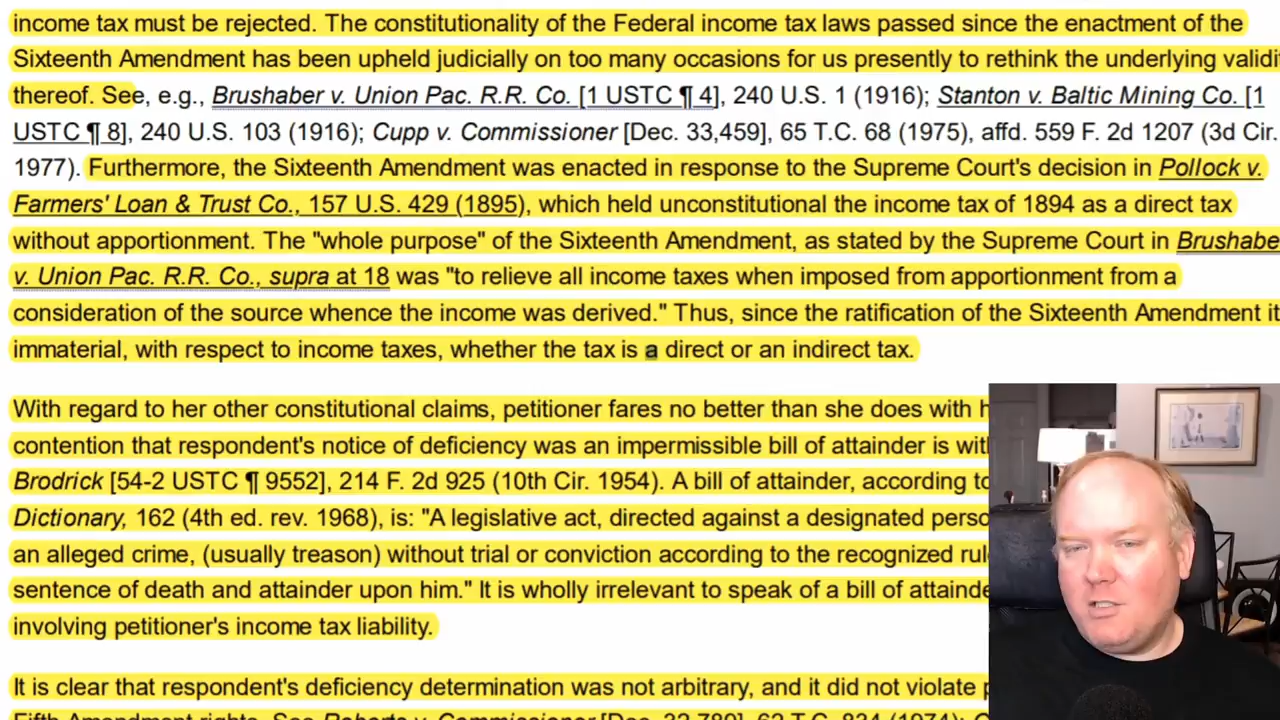 income tax must be rejected. The constitutionality of the Federal income tax laws passed since the enactment of the
Sixteenth Amendment has been upheld judicially on too many occasions for us presently to rethink the underlying
thereof. See, e.g., Brushaber v. Union Pac. R.R. Co. [1 USTC ¶ 4], 240 U.S. 1 (1916); Stanton v. Baltic Mining Co. [1
USTC ¶ 8], 240 U.S. 103 (1916); Cupp v. Commissioner [Dec. 33,459], 65 T.C. 68 (1975), affd. 559 F. 2d 1207 (3d Cir.
1977). Furthermore, the Sixteenth Amendment was enacted in response to the Supreme Court's decision in Pollock v.
Farmers' Loan & Trust Co., 157 U.S. 429 (1895), which held unconstitutional the income tax of 1894 as a direct tax
without apportionment. The "whole purpose" of the Sixteenth Amendment, as stated by the Supreme Court in
v. Union Pac. R.R. Co., supra at 18 was "to relieve all income taxes when imposed from apportionment from a
consideration of the source whence the income was derived." Thus, since the ratification of the Sixteenth Amendment it
immaterial, with respect to income taxes, whether the tax is a direct or an indirect tax.
With regard to her other constitutional claims, petitioner fares no better than she does with
contention that respondent's notice of deficiency was an impermissible bill of attainder is
Brodrick [54-2 USTC ¶ 9552], 214 F. 2d 925 (10th Cir. 1954). A bill of attainder, according to
Dictionary, 162 (4th ed. rev. 1968), is: "A legislative act, directed against a designated
an alleged crime, (usually treason) without trial or conviction according to the recognized
sentence of death and attainder upon him." It is wholly irrelevant to speak of a bill of
involving petitioner's income tax liability.
It is clear that respondent's deficiency determination was not arbitrary, and it did not violate
Fifth Amendment rights. See Roberts v. Commissioner [Dec. 32,789], 62 T.C. 834 (1974);